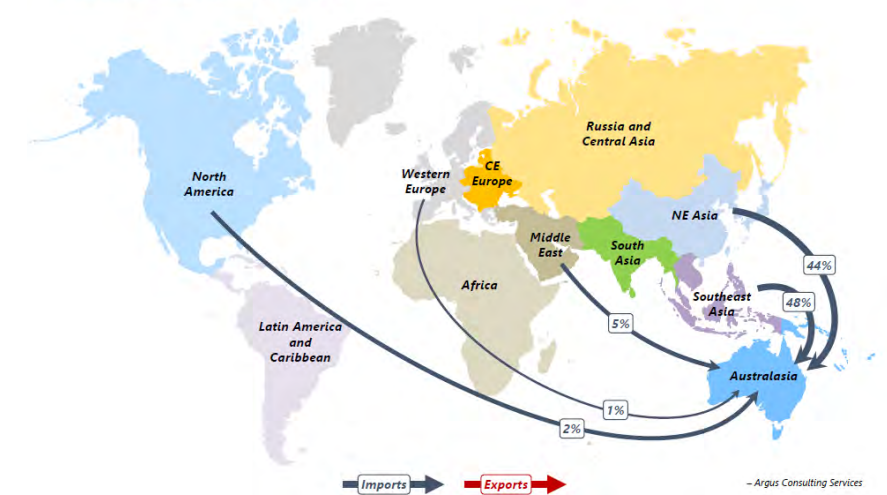 North
America
Western
Europe
CE
Europe
Russia and
Central Asia
NE Asia
Middle
East
South
Asia
Africa
Southeast
Asia
Latin America
and
Caribbean
Australasia
44%
48%
5%
1%
2%
Imports
Exports
– Argus Consulting Services